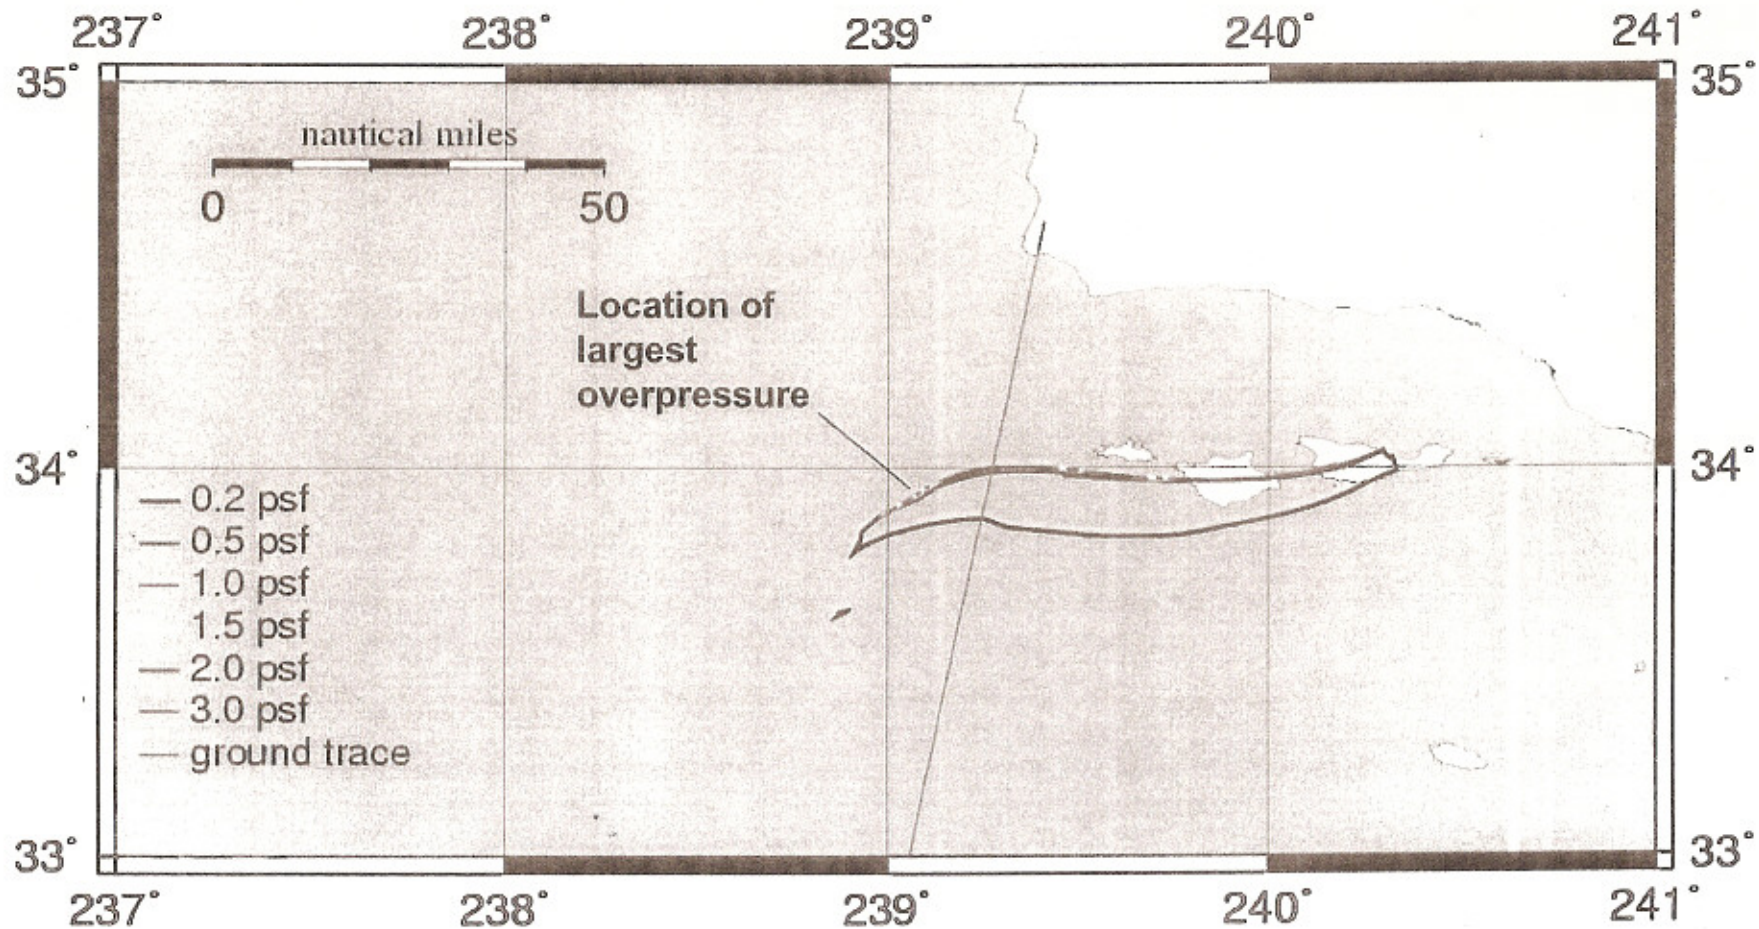 237° 238° 239° 240° 241°
35° 35°
nautical miles
0 50
Location of
largest
overpressure
34° 34°
0.2 psf
0.5 psf
1.0 psf
1.5 psf
2.0 psf
3.0 psf
ground trace
33° 33°
237° 238° 239° 240° 241°